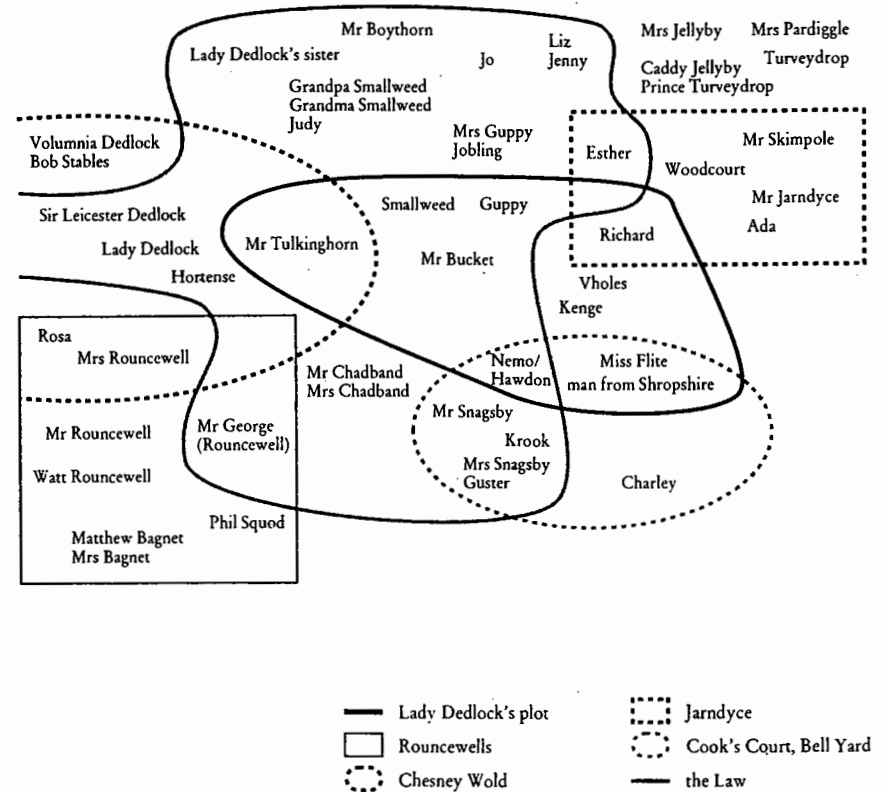 Mr Boythorn
Lady Dedlock's sister
Jo
Liz
Jenny
Mrs Jellyby
Mrs Pardiggle
Turveydrop
Caddy Jellyby
Prince Turveydrop
Grandpa Smallweed
Grandma Smallweed
Judy
Mrs Guppy
Jobling
Volumnia Dedlock
Bob Stables
Esther
Mr Skimpole
Woodcourt
Mr Jarndyce
Ada
Richard
Sir Leicester Dedlock
Lady Dedlock
Hortense
Mr Tulkinghorn
Smallweed
Guppy
Mr Bucket
Vholes
Kenge
Rosa
Mrs Rouncewell
Mr Chadband
Mrs Chadband
Nemo/
Hawdon
Miss Flite
man from Shropshire
Mr Snagsby
Krook
Mrs Snagsby
Guster
Charley
Mr Rouncewell
Mr George
(Rouncewell)
Watt Rouncewell
Phil Squod
Matthew Bagnet
Mrs Bagnet
Lady Dedlock's plot
Rouncewells
Chesney Wold
Jarndyce
Cook's Court, Bell Yard
the Law